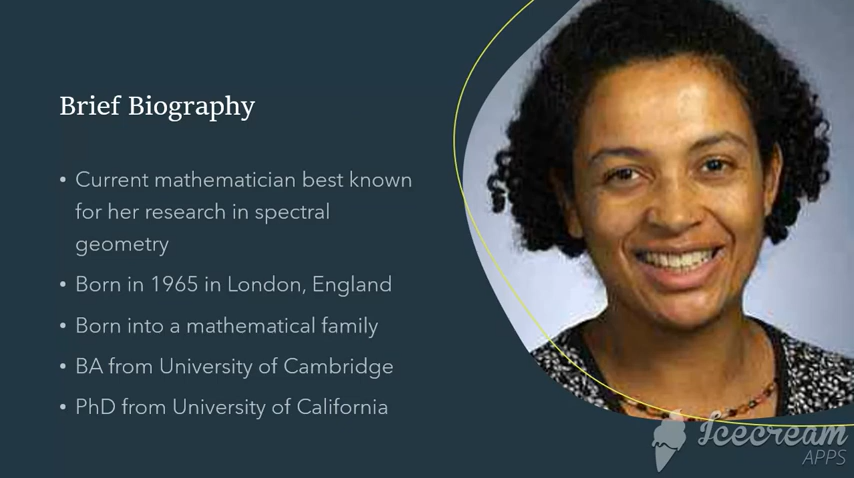 Brief Biography
• Current mathematician best known
for her research in spectral
geometry
• Born in 1965 in London, England
• Born into a mathematical family
• BA from University of Cambridge
• PhD from University of California
Icecream
APPS